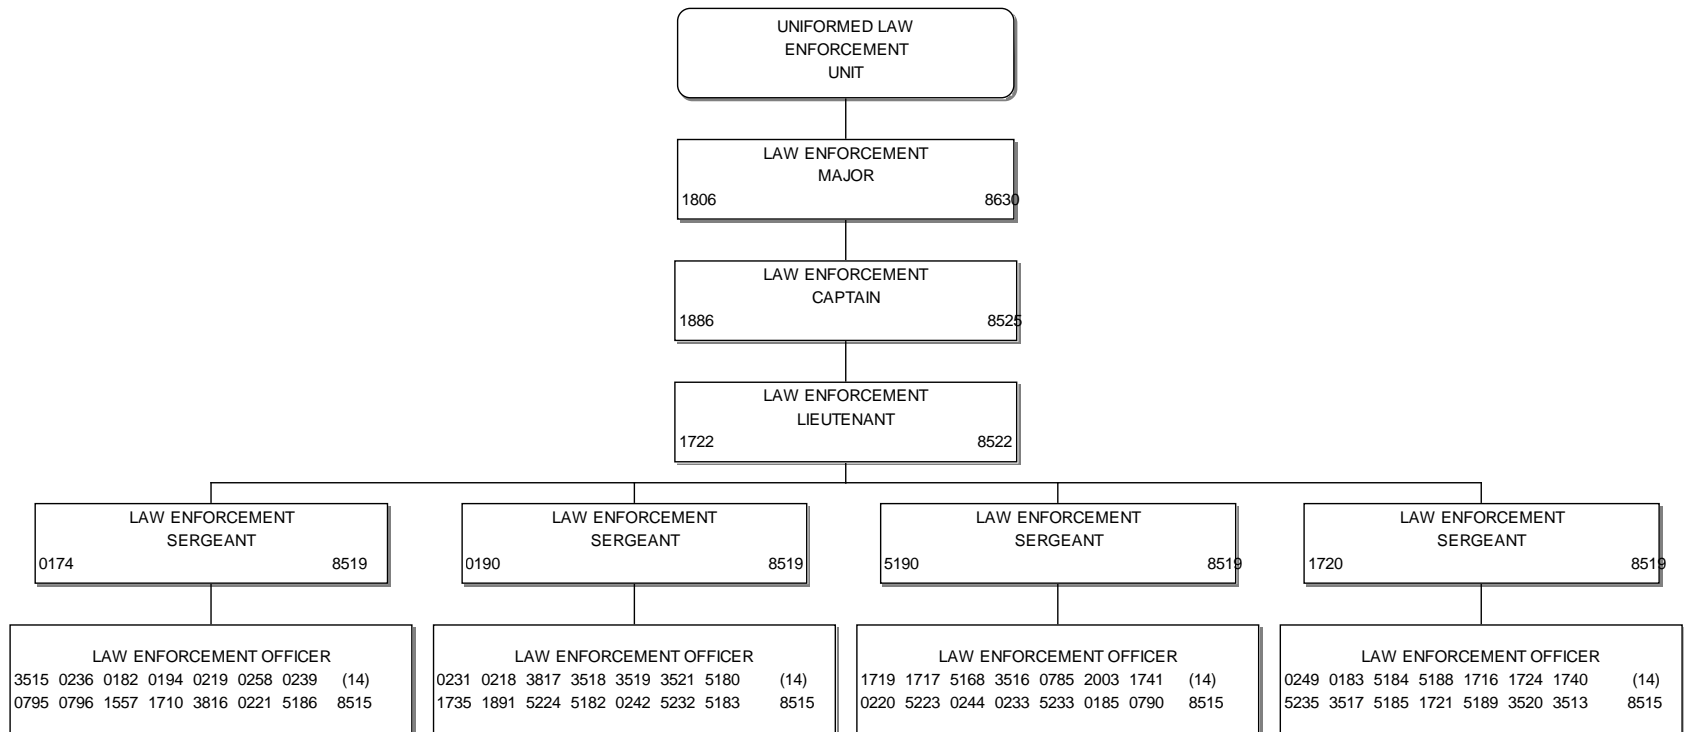 UNIFORMED LAW
ENFORCEMENT
UNIT
LAW ENFORCEMENT
MAJOR
1806 8630
LAW ENFORCEMENT
CAPTAIN
1886 8525
LAW ENFORCEMENT
LIEUTENANT
1722 8522
LAW ENFORCEMENT
SERGEANT
0174 8519
LAW ENFORCEMENT
SERGEANT
0190 8519
LAW ENFORCEMENT
SERGEANT
5190 8519
LAW ENFORCEMENT
SERGEANT
1720 8519
LAW ENFORCEMENT OFFICER
3515 0236 0182 0194 0219 0258 0239 (14)
0795 0796 1557 1710 3816 0221 5186 8515
LAW ENFORCEMENT OFFICER
0231 0218 3817 3518 3519 3521 5180 (14)
1735 1891 5224 5182 0242 5232 5183 8515
LAW ENFORCEMENT OFFICER
1719 1717 5168 3516 0785 2003 1741 (14)
0220 5223 0244 0233 5233 0185 0790 8515
LAW ENFORCEMENT OFFICER
0249 0183 5184 5188 1716 1724 1740 (14)
5235 3517 5185 1721 5189 3520 3513 8515